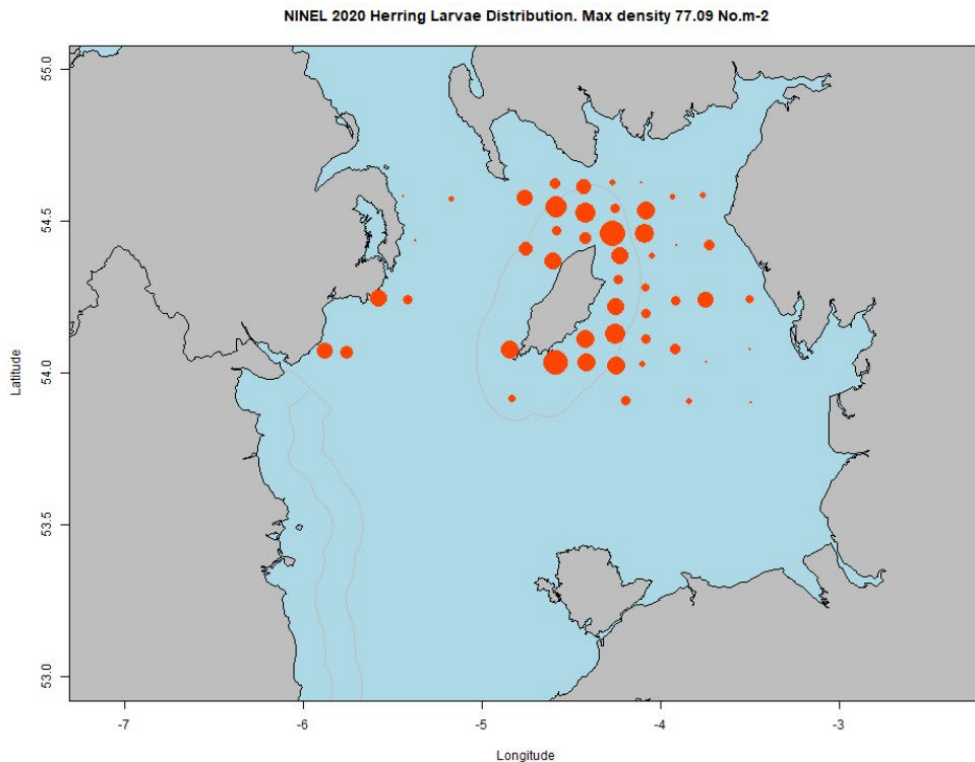 NINEL 2020 Herring Larvae Distribution. Max density 77.09 No.m-2
55.0
54.5
54.0
53.5
53.0
Latitude
-7 -6 -5 -4 -3
Longitude